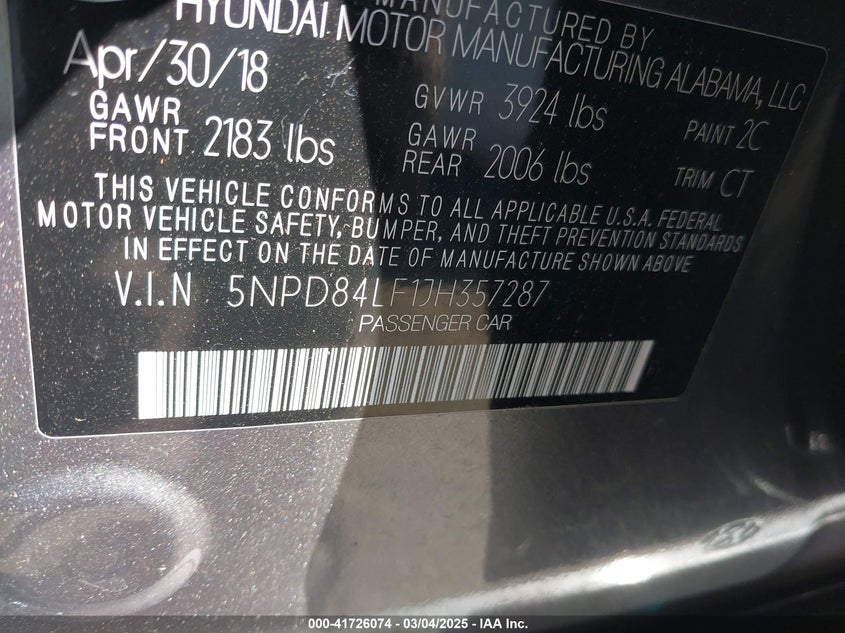 MANUFACTURED BY
HYUNDAI MOTOR MANUFACTURING ALABAMA, LLC
Apr/30/18
GVWR 3924 lbs
PAINT 2C
GAWR FRONT 2183 lbs
GAWR REAR 2006 lbs
TRIM CT
THIS VEHICLE CONFORMS TO ALL APPLICABLE U.S.A. FEDERAL
MOTOR VEHICLE SAFETY, BUMPER, AND THEFT PREVENTION STANDARDS
IN EFFECT ON THE DATE OF MANUFACTURE SHOWN ABOVE.
V.I.N 5NPD84LF1JH357287
PASSENGER CAR
000-41726074 - 03/04/2025 - IAA Inc.